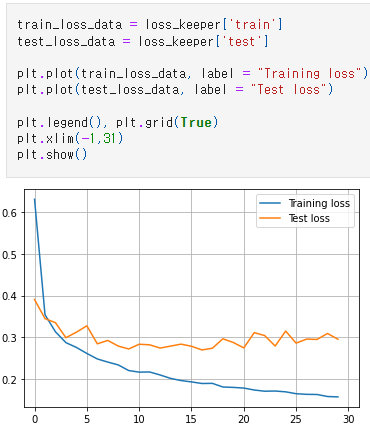 train_loss_data = loss_keeper['train']
test_loss_data = loss_keeper['test']
plt.plot(train_loss_data, label = "Training loss")
plt.plot(test_loss_data, label = "Test loss")
plt.legend(), plt.grid(True)
plt.xlim(-1,31)
plt.show()
Training loss
Test loss
0.6
0.5
0.4
0.3
0.2
0 5 10 15 20 25 30